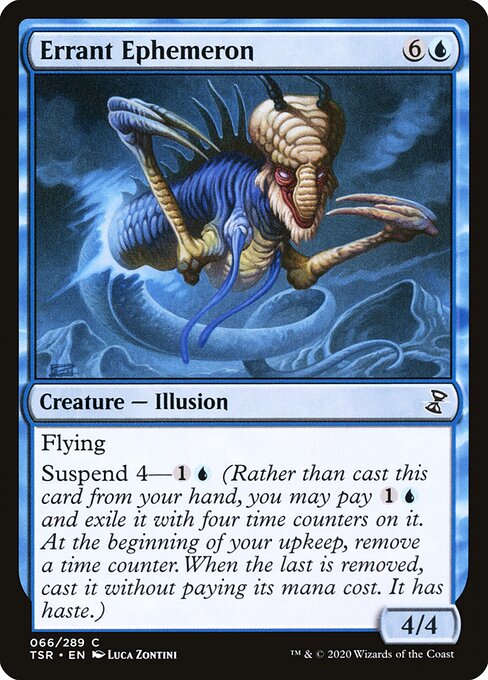 Errant Ephemeron 6
Creature — Illusion
Flying
Suspend 4—1 (Rather than cast this
card from your hand, you may pay 1
and exile it with four time counters on it.
At the beginning of your upkeep, remove
a time counter. When the last is removed,
cast it without paying its mana cost. It has
haste.)
4/4
066/289 C
TSR • EN Luca Zontini
™ & © 2020 Wizards of the Coast